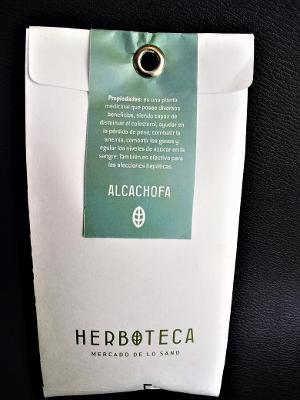 Propiedades: es una planta
medicinal que posee diversos
beneficios, siendo capaz de
disminuir el colesterol, ayudar en
la pérdida de peso, combatir la
anemia, combatir los gases y
regular los niveles de azúcar en la
sangre. También es efectiva para
las afecciones hepáticas.
ALCACHOFA
HERBOTECA
MERCADO DE LO SANO